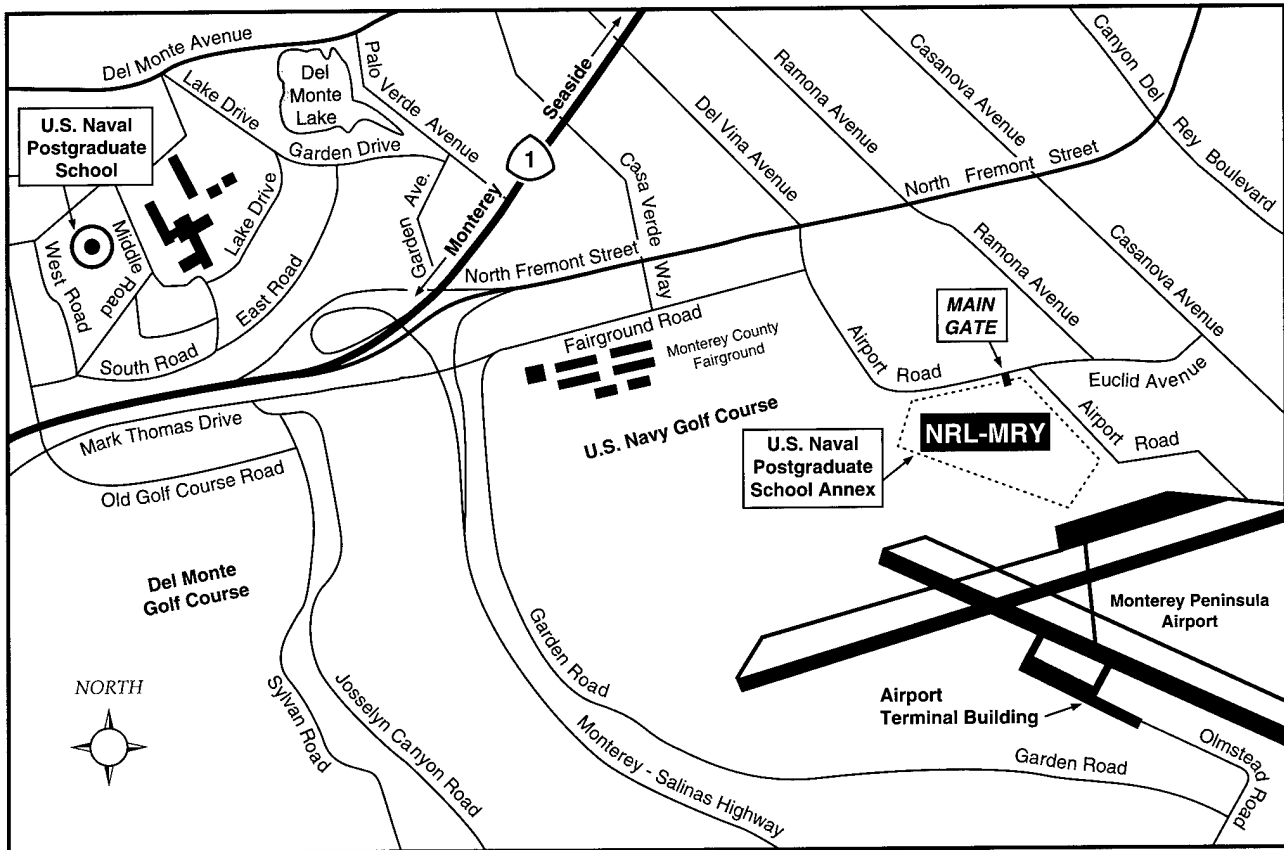 Del Monte Avenue
Lake Drive
Del
Monte
Lake
Palo Verde Avenue
Seaside
1
Monterey
Garden Drive
Garden Ave.
U.S. Naval
Postgraduate
School
West Road
Middle
Road
Lake Drive
East Road
South Road
Casa Verde
Way
Del Vina Avenue
Ramona Avenue
Casanova Avenue
Canyon Del
Rey Boulevard
North Fremont Street
North Fremont Street
Ramona Avenue
Casanova Avenue
MAIN
GATE
Fairground Road
Monterey County
Fairground
Airport
Road
Euclid Avenue
Airport
Road
Mark Thomas Drive
Old Golf Course Road
U.S. Navy Golf Course
NRL-MRY
U.S. Naval
Postgraduate
School Annex
Del Monte
Golf Course
Monterey Peninsula
Airport
NORTH
Sylvan Road
Josselyn Canyon Road
Garden Road
Monterey - Salinas Highway
Airport
Terminal Building
Garden Road
Olmstead
Road